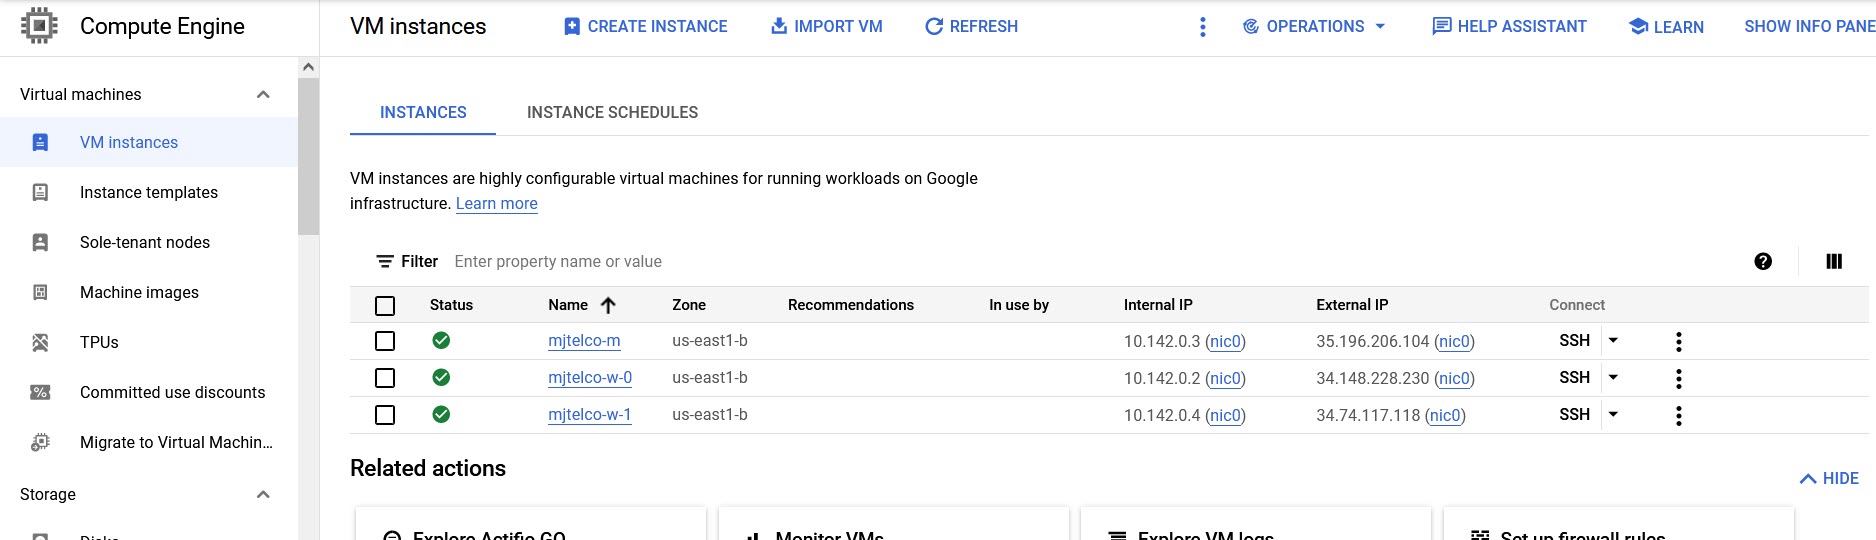 Compute Engine
VM instances
CREATE INSTANCE
IMPORT VM
REFRESH
OPERATIONS
HELP ASSISTANT
LEARN
SHOW INFO PANE
Virtual machines
VM instances
Instance templates
Sole-tenant nodes
Machine images
TPUs
Committed use discounts
Migrate to Virtual Machin...
Storage
Disks
INSTANCES
INSTANCE SCHEDULES
VM instances are highly configurable virtual machines for running workloads on Google
infrastructure. Learn more
Filter Enter property name or value
Status Name Zone Recommendations In use by Internal IP External IP Connect
mjtelco-m us-east1-b 10.142.0.3 (nic0) 35.196.206.104 (nic0) SSH
mjtelco-w-0 us-east1-b 10.142.0.2 (nic0) 34.148.228.230 (nic0) SSH
mjtelco-w-1 us-east1-b 10.142.0.4 (nic0) 34.74.117.118 (nic0) SSH
Related actions
HIDE
Explore Actifio GO
Monitor VMs
Explore VM logs
Set up firewall rules